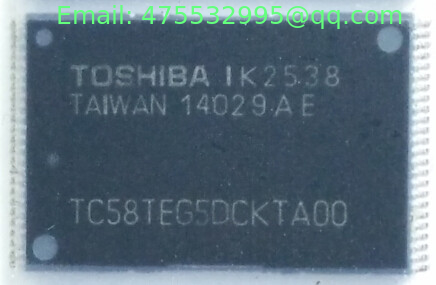 Email: 475532995@qq.com
TOSHIBA IK2538
TAIWAN 14029AE
TC58TEG5DCKTA00